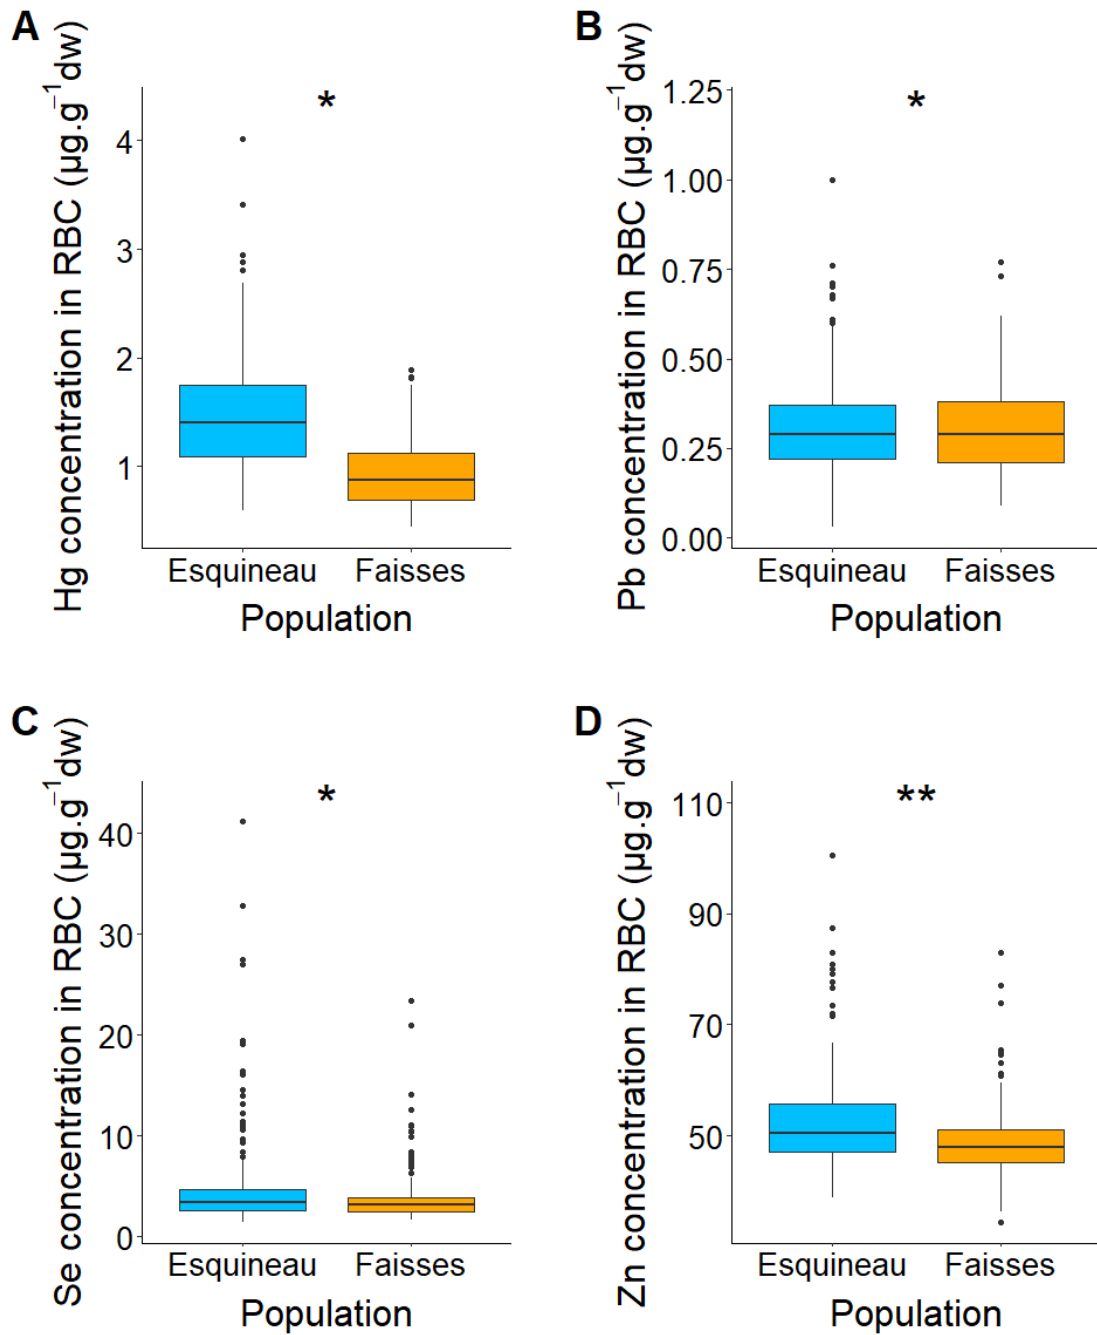 A
Hg concentration in RBC (µg.g⁻¹dw)
4
3
2
1
*
Esquineau Faisses
Population
B
Pb concentration in RBC (µg.g⁻¹dw)
1.25
1.00
0.75
0.50
0.25
0.00
*
Esquineau Faisses
Population
C
Se concentration in RBC (µg.g⁻¹dw)
40
30
20
10
0
*
Esquineau Faisses
Population
D
Zn concentration in RBC (µg.g⁻¹dw)
110
90
70
50
**
Esquineau Faisses
Population